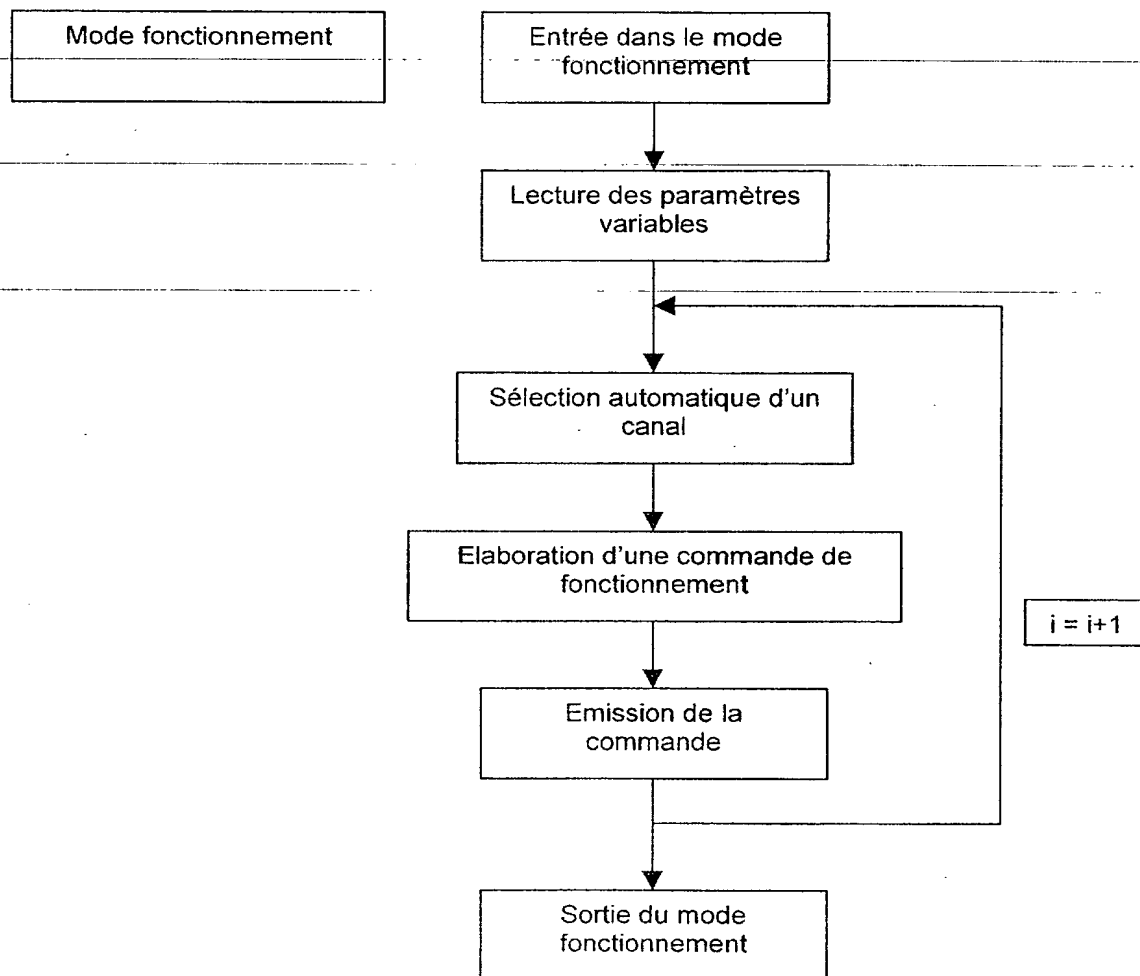 Mode fonctionnement
Entrée dans le mode
fonctionnement
Lecture des paramètres
variables
Sélection automatique d'un
canal
Elaboration d'une commande de
fonctionnement
i = i+1
Emission de la
commande
Sortie du mode
fonctionnement